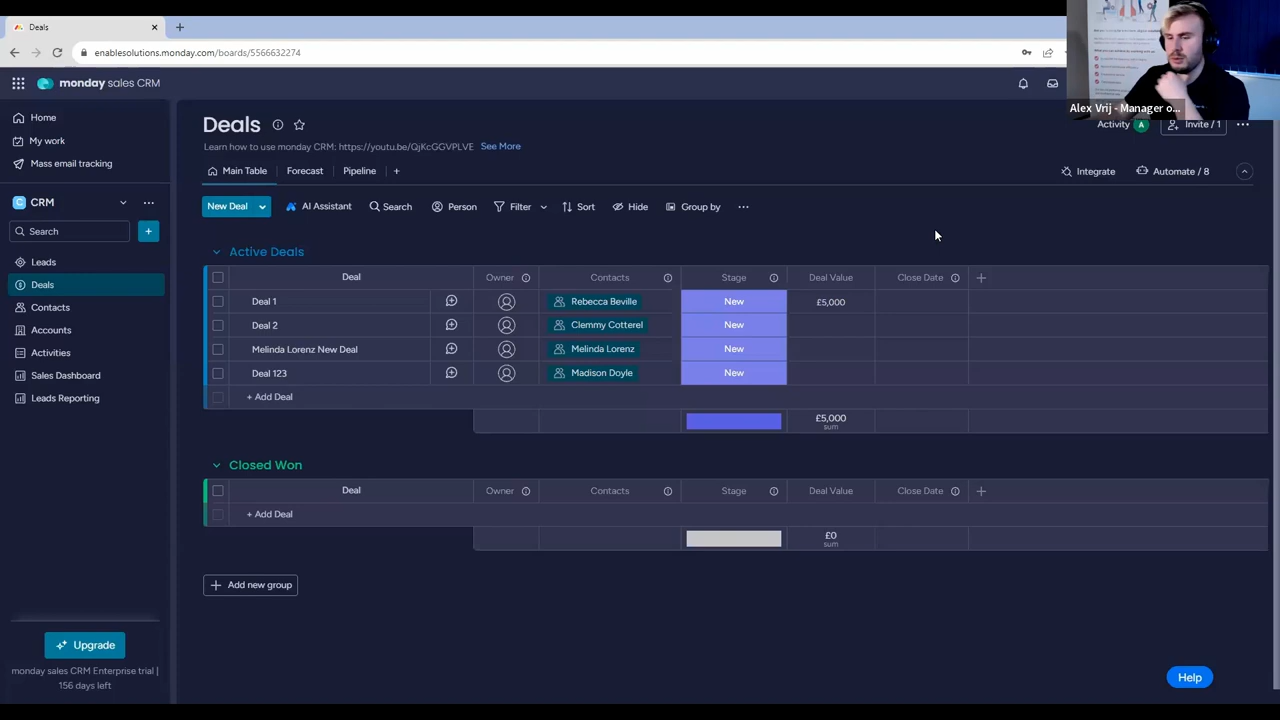 Deals
enablesolutions.monday.com/boards/5566632274
monday sales CRM
Alex Vrij - Manager o...
Home
My work
Mass email tracking
CRM
Search
Leads
Deals
Contacts
Accounts
Activities
Sales Dashboard
Leads Reporting
Upgrade
monday sales CRM Enterprise trial |
156 days left
Deals
Activity A Invite / 1
Learn how to use monday CRM: https://youtu.be/QjKcGGVPLVE See More
Main Table Forecast Pipeline + Integrate Automate / 8
New Deal AI Assistant Search Person Filter Sort Hide Group by
Active Deals
Deal Owner Contacts Stage Deal Value Close Date
Deal 1 Rebecca Beville New £5,000
Deal 2 Clemmy Cotterel New
Melinda Lorenz New Deal Melinda Lorenz New
Deal 123 Madison Doyle New
+ Add Deal
£5,000
sum
Closed Won
Deal Owner Contacts Stage Deal Value Close Date
+ Add Deal
£0
sum
+ Add new group
Help